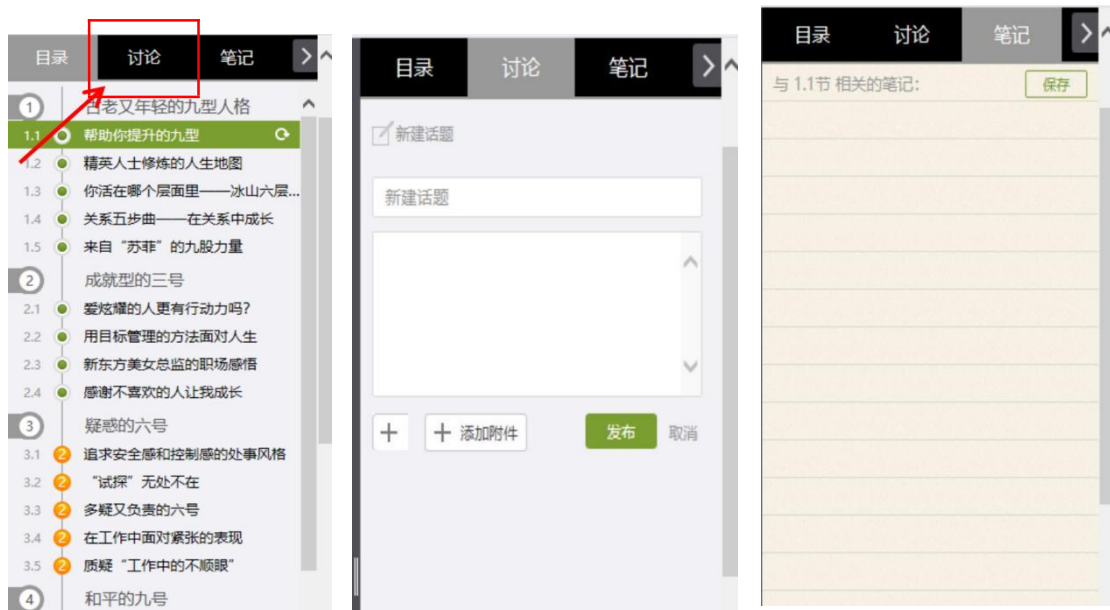 目录 讨论 笔记 >
1 古老又年轻的九型人格
1.1 帮助你提升的九型
1.2 精英人士修炼的人生地图
1.3 你活在哪个层面里——冰山六层...
1.4 关系五步曲——在关系中成长
1.5 来自“苏菲”的九股力量
2 成就型的三号
2.1 爱炫耀的人更有行动力吗?
2.2 用目标管理的方法面对人生
2.3 新东方美女总监的职场感悟
2.4 感谢不喜欢的人让我成长
3 疑惑的六号
3.1 2 追求安全感和控制感的处事风格
3.2 2 “试探”无处不在
3.3 2 多疑又负责的六号
3.4 2 在工作中面对紧张的表现
3.5 2 质疑“工作中的不顺眼”
4 和平的九号
目录 讨论 笔记 >
新建话题
新建话题
+ + 添加附件 发布 取消
目录 讨论 笔记 >
与 1.1节 相关的笔记: 保存